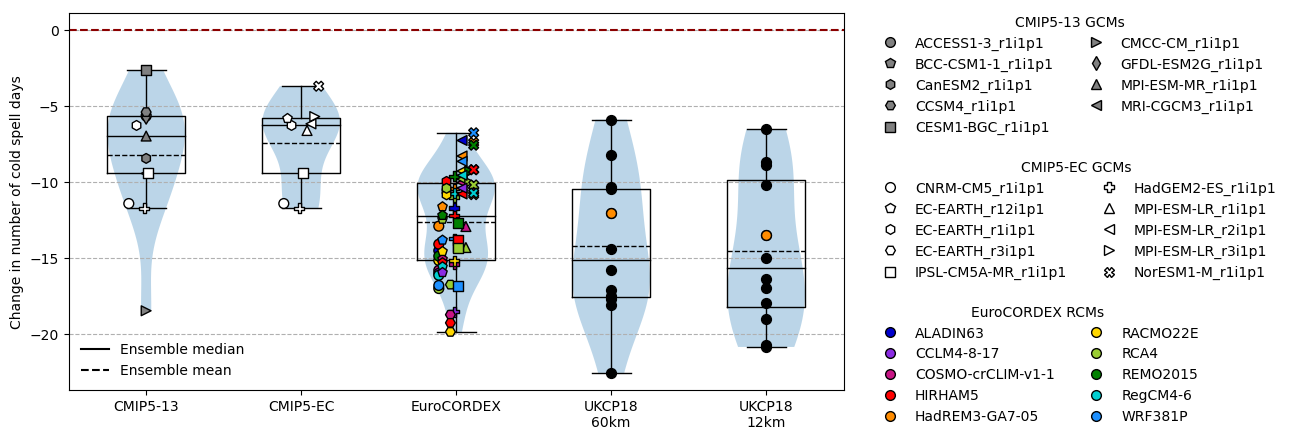 Change in number of cold spell days
0
−5
−10
−15
−20
Ensemble median
Ensemble mean
CMIP5-13
CMIP5-EC
EuroCORDEX
UKCP18
60km
UKCP18
12km
CMIP5-13 GCMs
ACCESS1-3_r1i1p1
BCC-CSM1-1_r1i1p1
CanESM2_r1i1p1
CCSM4_r1i1p1
CESM1-BGC_r1i1p1
CMCC-CM_r1i1p1
GFDL-ESM2G_r1i1p1
MPI-ESM-MR_r1i1p1
MRI-CGCM3_r1i1p1
CMIP5-EC GCMs
CNRM-CM5_r1i1p1
EC-EARTH_r12i1p1
EC-EARTH_r1i1p1
EC-EARTH_r3i1p1
IPSL-CM5A-MR_r1i1p1
HadGEM2-ES_r1i1p1
MPI-ESM-LR_r1i1p1
MPI-ESM-LR_r2i1p1
MPI-ESM-LR_r3i1p1
NorESM1-M_r1i1p1
EuroCORDEX RCMs
ALADIN63
CCLM4-8-17
COSMO-crCLIM-v1-1
HIRHAM5
HadREM3-GA7-05
RACMO22E
RCA4
REMO2015
RegCM4-6
WRF381P